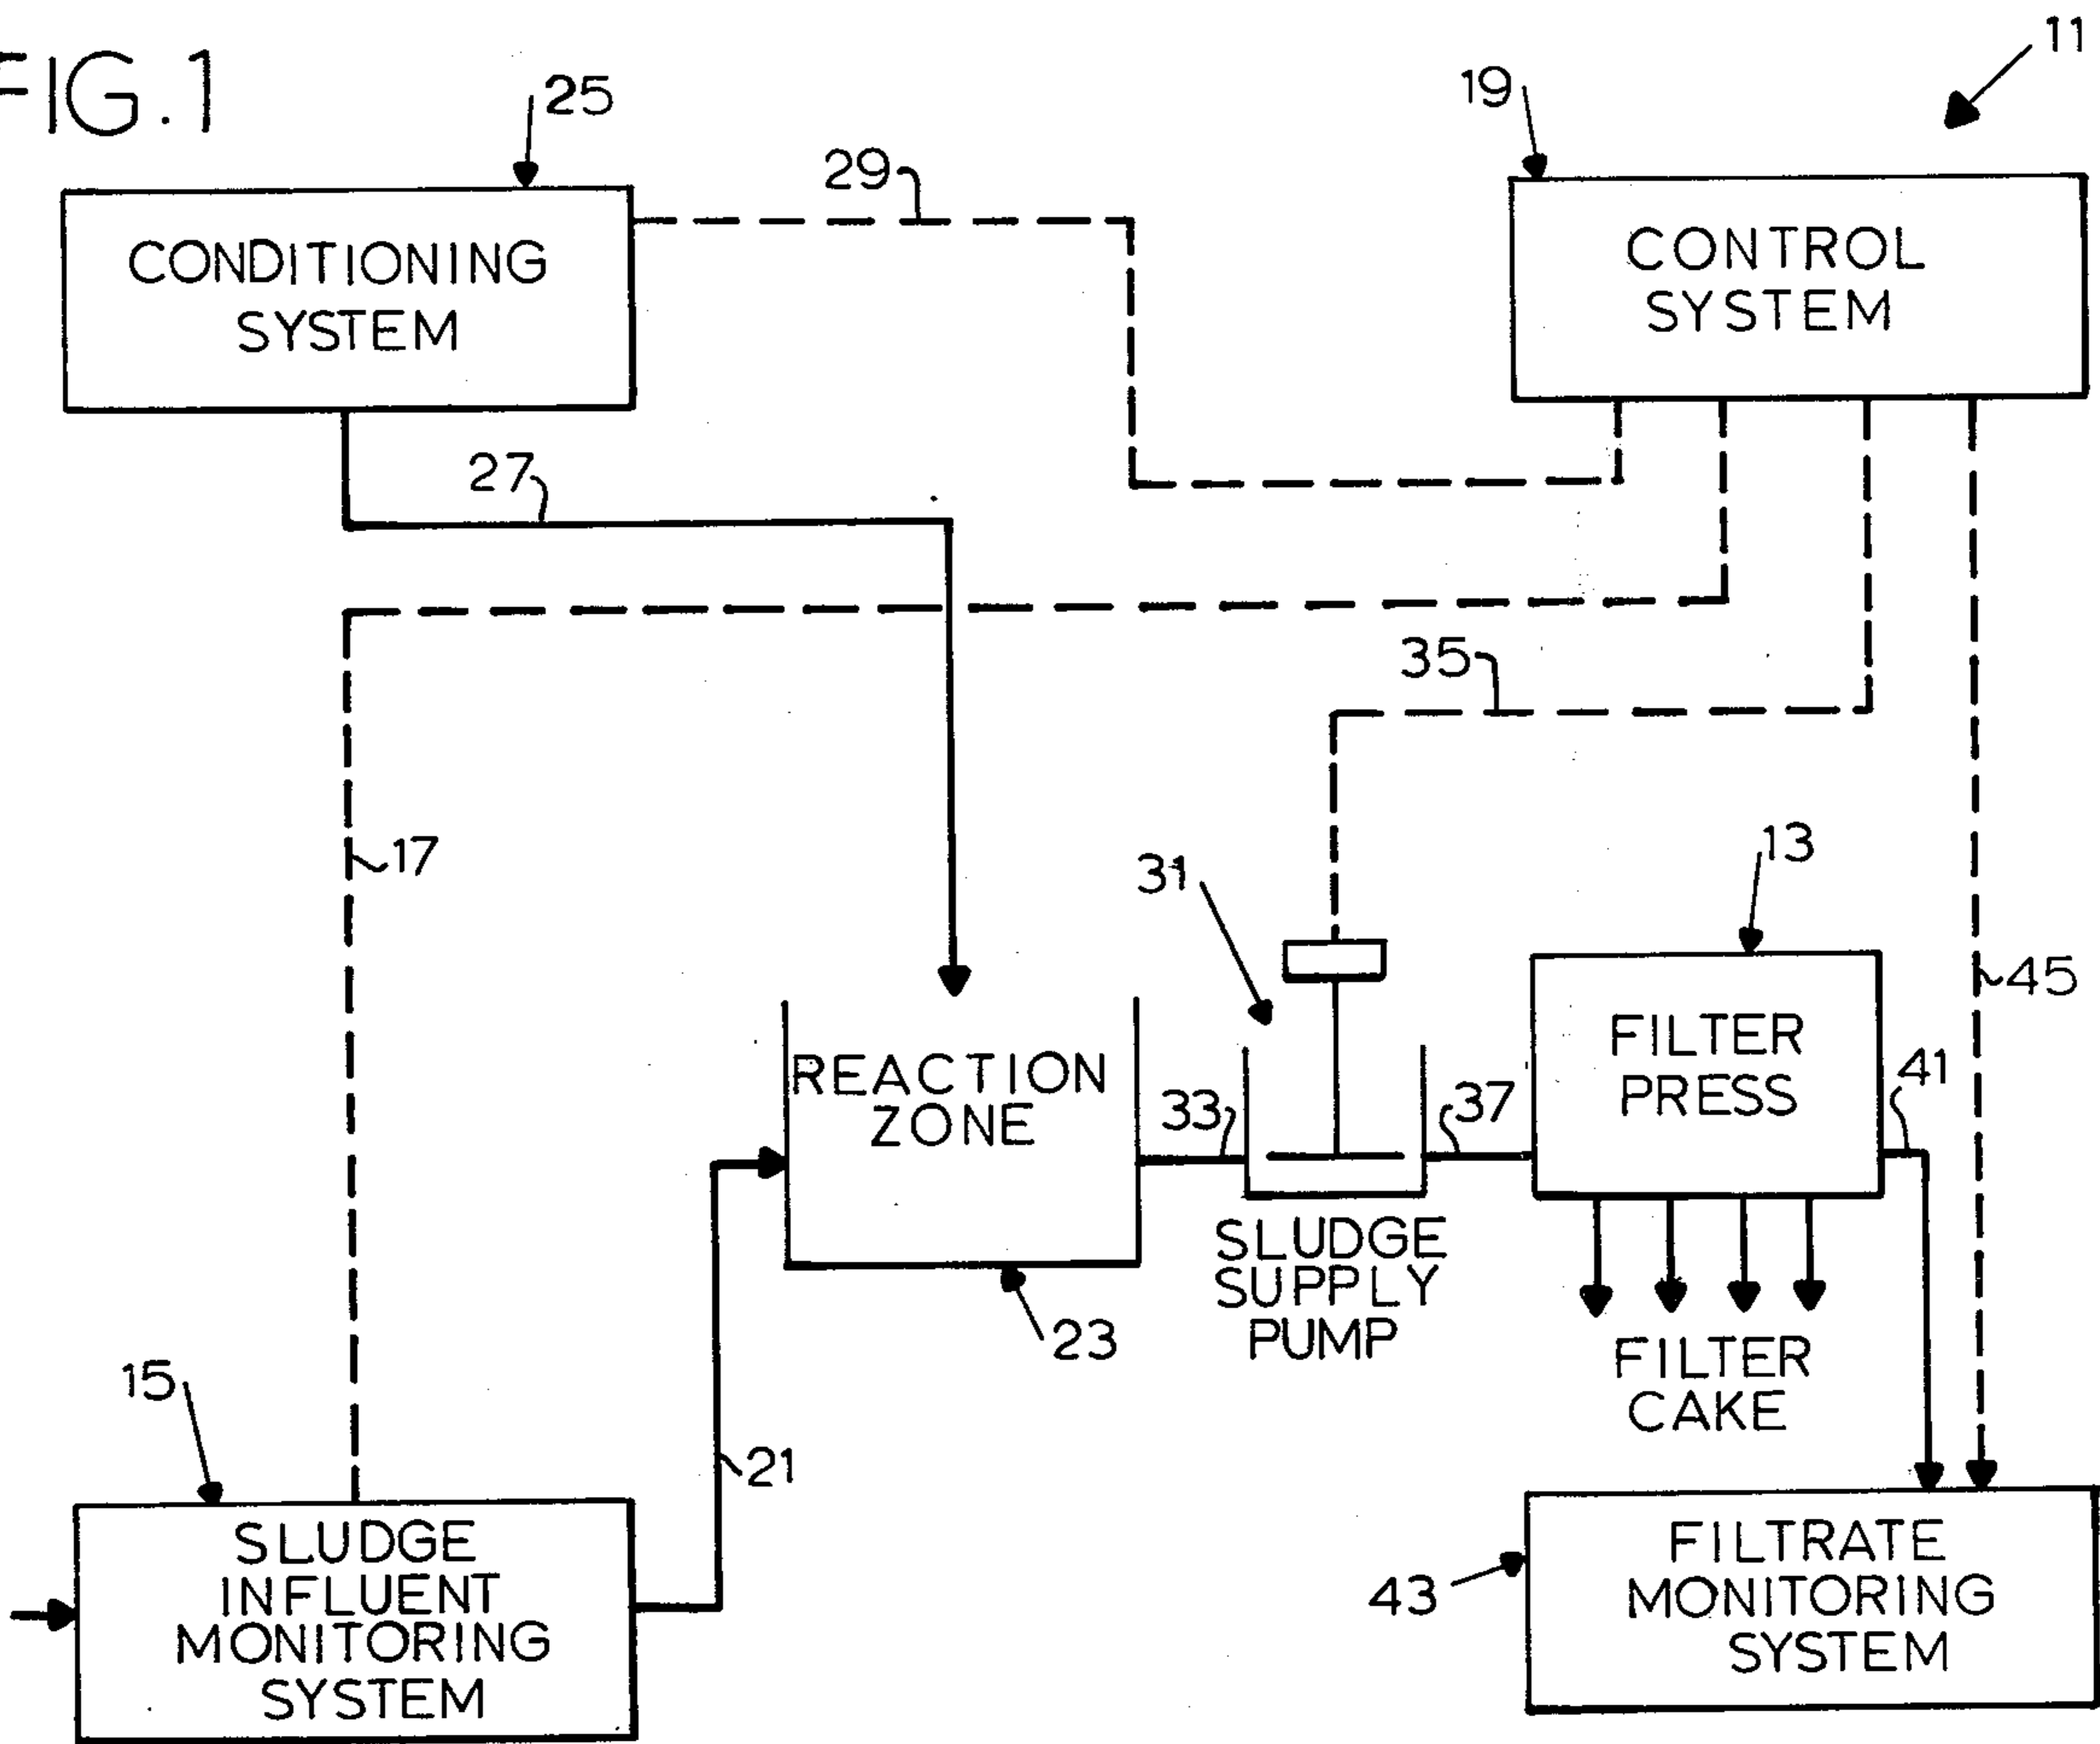 FIG.1
11
25
19
29
CONDITIONING
SYSTEM
CONTROL
SYSTEM
27
35
17
31
13
45
REACTION
ZONE
33
37
FILTER
PRESS
41
SLUDGE
SUPPLY
PUMP
23
FILTER
CAKE
15
21
SLUDGE
INFLUENT
MONITORING
SYSTEM
43
FILTRATE
MONITORING
SYSTEM